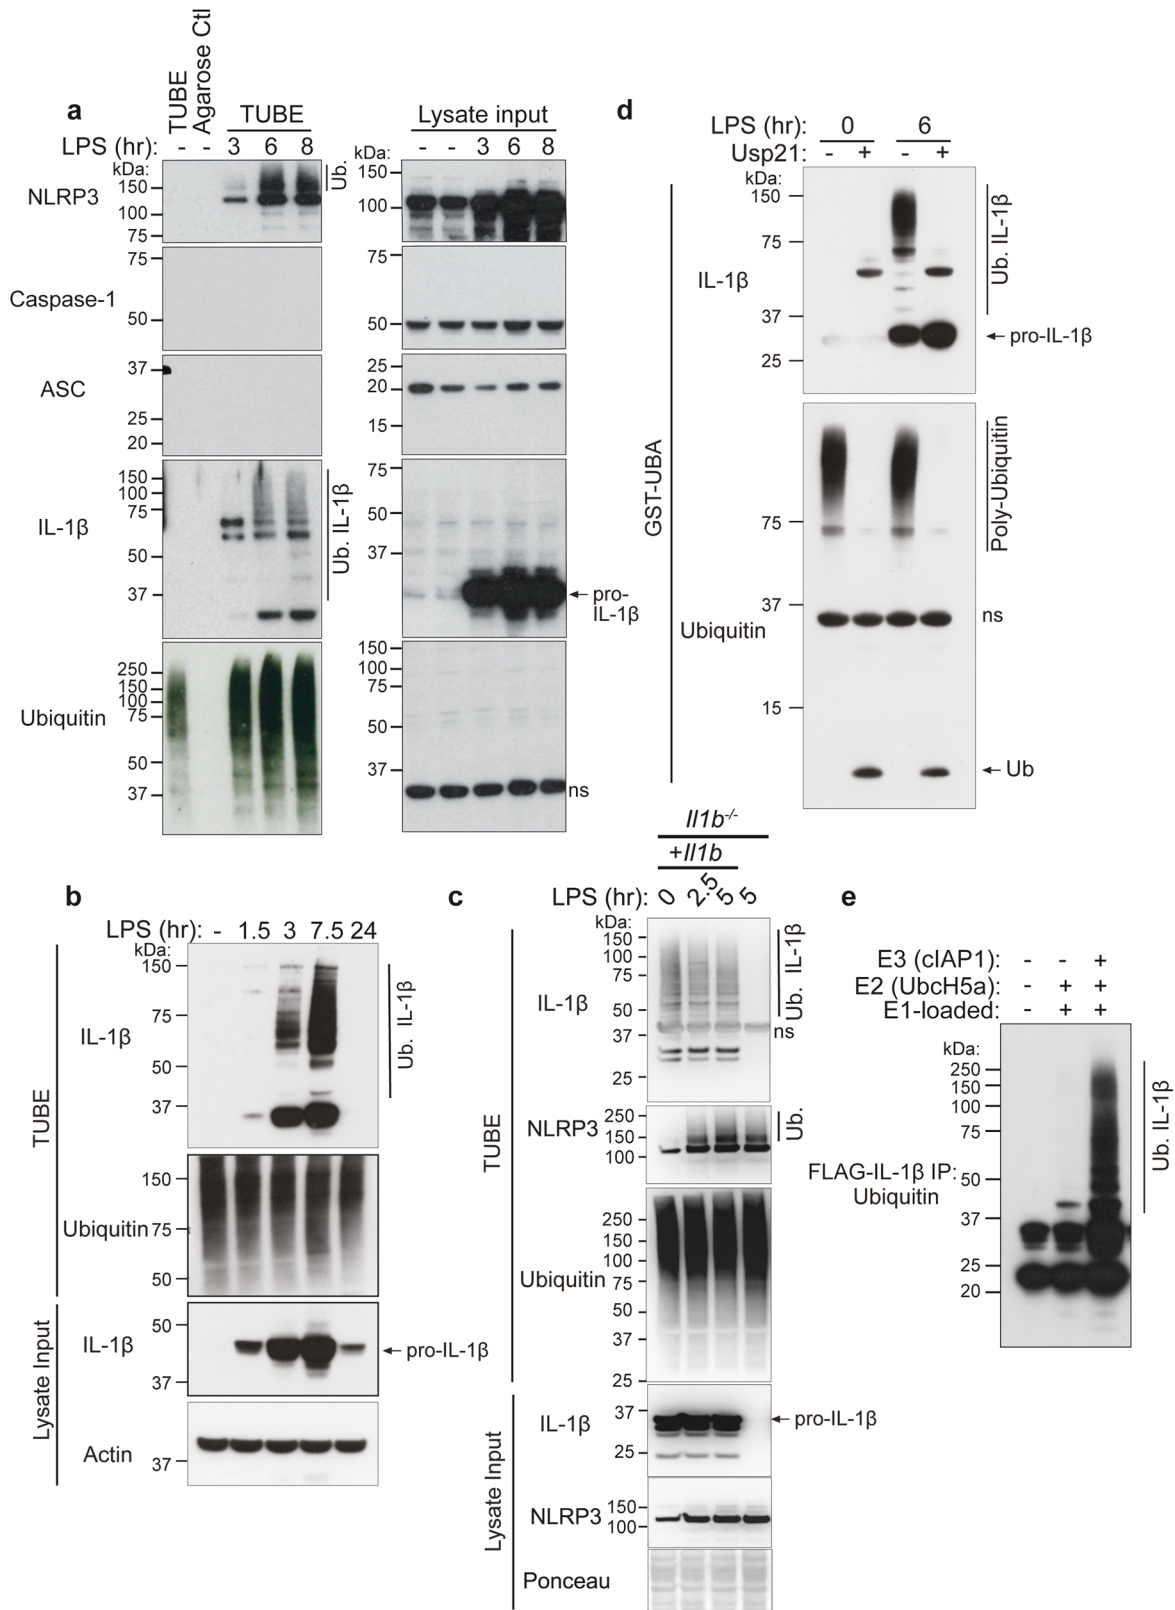 a
TUBE
Agarose Ctl
TUBE
Lysate input
LPS (hr): - - 3 6 8
- - 3 6 8
kDa:
150
100
75
NLRP3
Ub.
kDa:
150
100
75
50
Caspase-1
75
50
37
25
20
ASC
25
20
15
150
100
75
50
37
IL-1β
Ub. IL-1β
75
50
37
pro-
IL-1β
250
150
100
75
50
37
Ubiquitin
150
100
75
50
37
ns
d
LPS (hr): 0 6
Usp21: - + - +
kDa:
150
75
37
25
IL-1β
Ub. IL-1β
pro-IL-1β
GST-UBA
75
37
15
Ubiquitin
Poly-Ubiquitin
ns
Ub
b
LPS (hr): - 1.5 3 7.5 24
kDa:
150
75
50
37
TUBE
IL-1β
Ub. IL-1β
150
75
50
Ubiquitin
Lysate Input
50
37
IL-1β
pro-IL-1β
Actin
37
c
Il1b-/-
+Il1b
LPS (hr): 0 2.5 5 5
kDa:
150
100
75
50
37
25
TUBE
IL-1β
Ub. IL-1β
ns
250
150
100
NLRP3
Ub.
250
150
100
75
50
37
25
Ubiquitin
Lysate Input
37
25
IL-1β
pro-IL-1β
150
100
NLRP3
Ponceau
e
E3 (cIAP1): - - +
E2 (UbcH5a): - + +
E1-loaded: - + +
kDa:
250
150
100
75
50
37
25
20
FLAG-IL-1β IP:
Ubiquitin
Ub. IL-1β